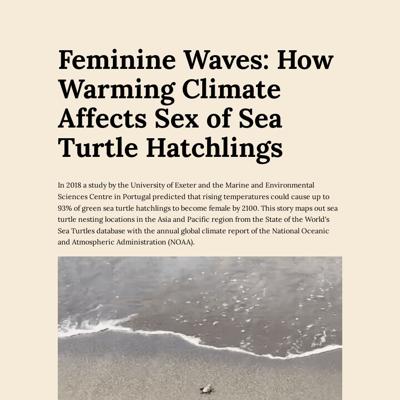 Feminine Waves: How
Warming Climate
Affects Sex of Sea
Turtle Hatchlings
In 2018 a study by the University of Exeter and the Marine and Environmental
Sciences Centre in Portugal predicted that rising temperatures could cause up to
93% of green sea turtle hatchlings to become female by 2100. This story maps out sea
turtle nesting locations in the Asia and Pacific region from the State of the World's
Sea Turtles database with the annual global climate report of the National Oceanic
and Atmospheric Administration (NOAA).